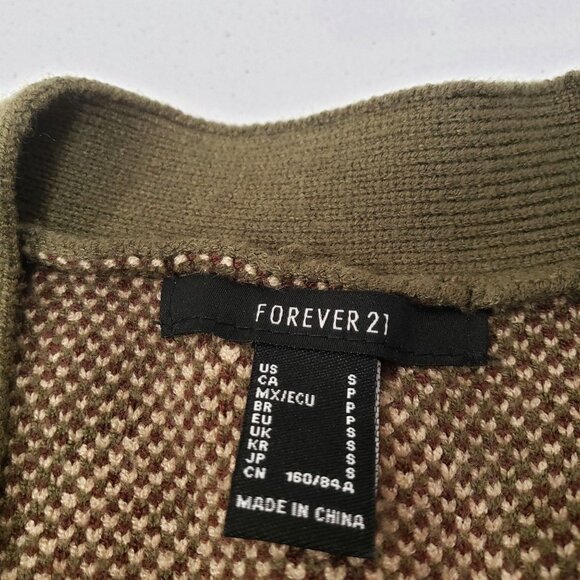 FOREVER 21
US S
CA P
MX/ECU P
BR P
EU S
UK S
KR S
JP S
CN 160/84A
MADE IN CHINA